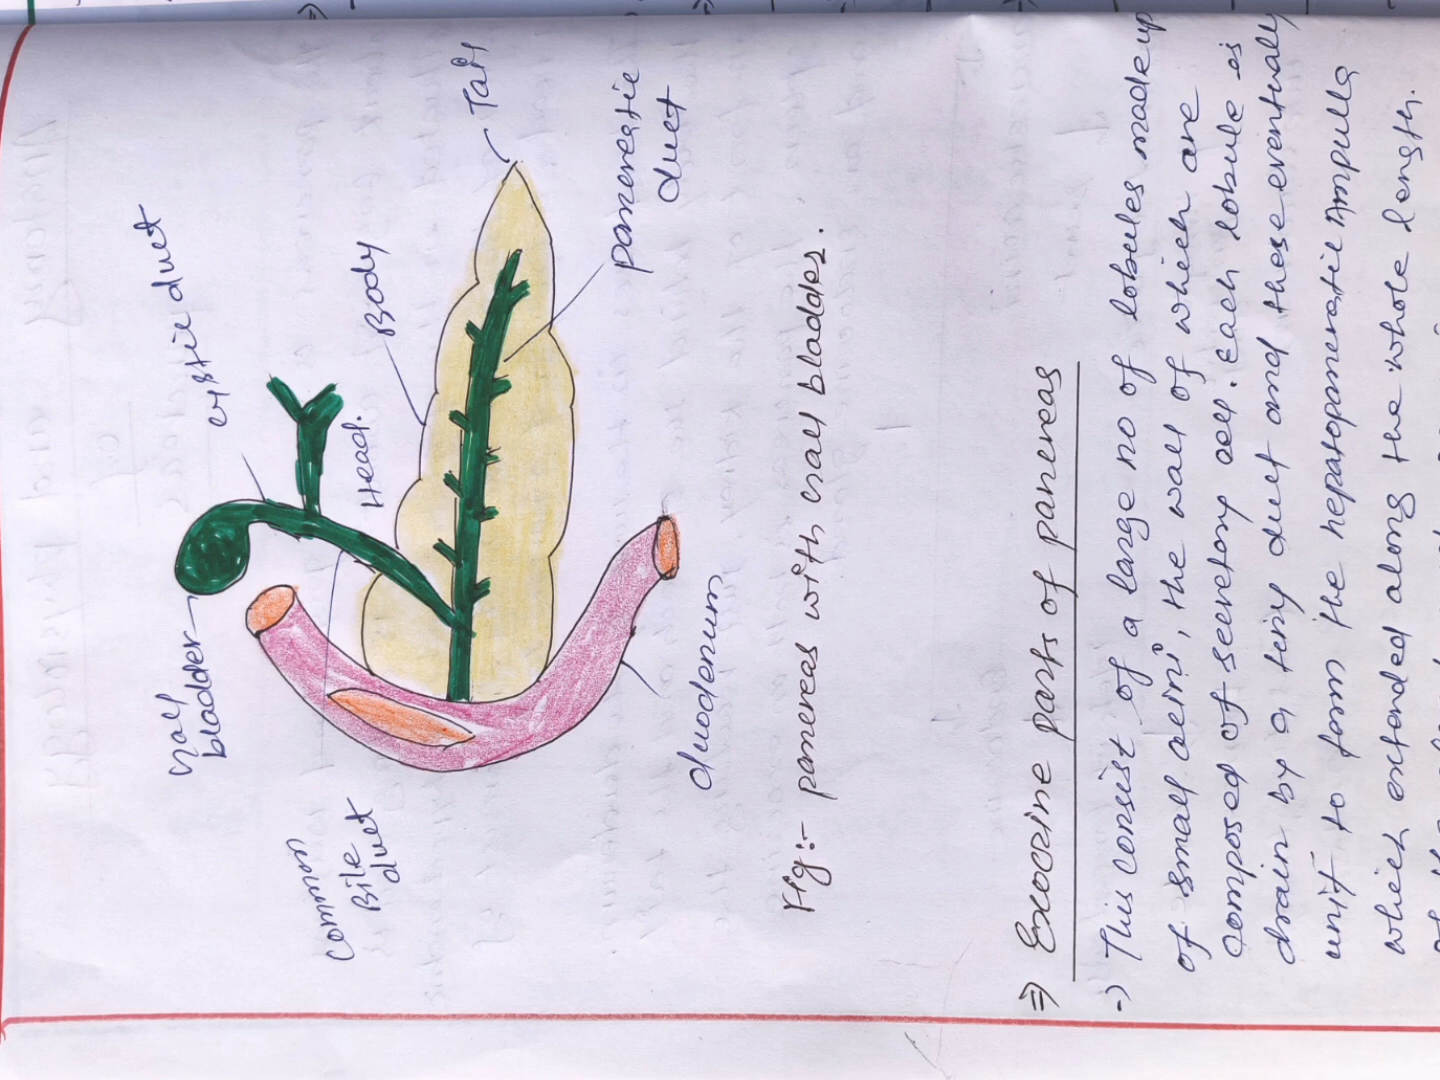 Gall
bladder
cystic duct
Common
Bile
duct
Head.
Body
Tail
pancreatic
duct
duodenum
Fig:- pancreas with Gall bladder.
⇒ Exocrine parts of pancreas
→ This consist of a large no of lobules made up
of small acini, the wall of which are
Composed of secretory cell. Each lobule is
drain by a tiny duct and these eventually
unit to form the hepatopancreatic Ampulla
which extended along the whole length.